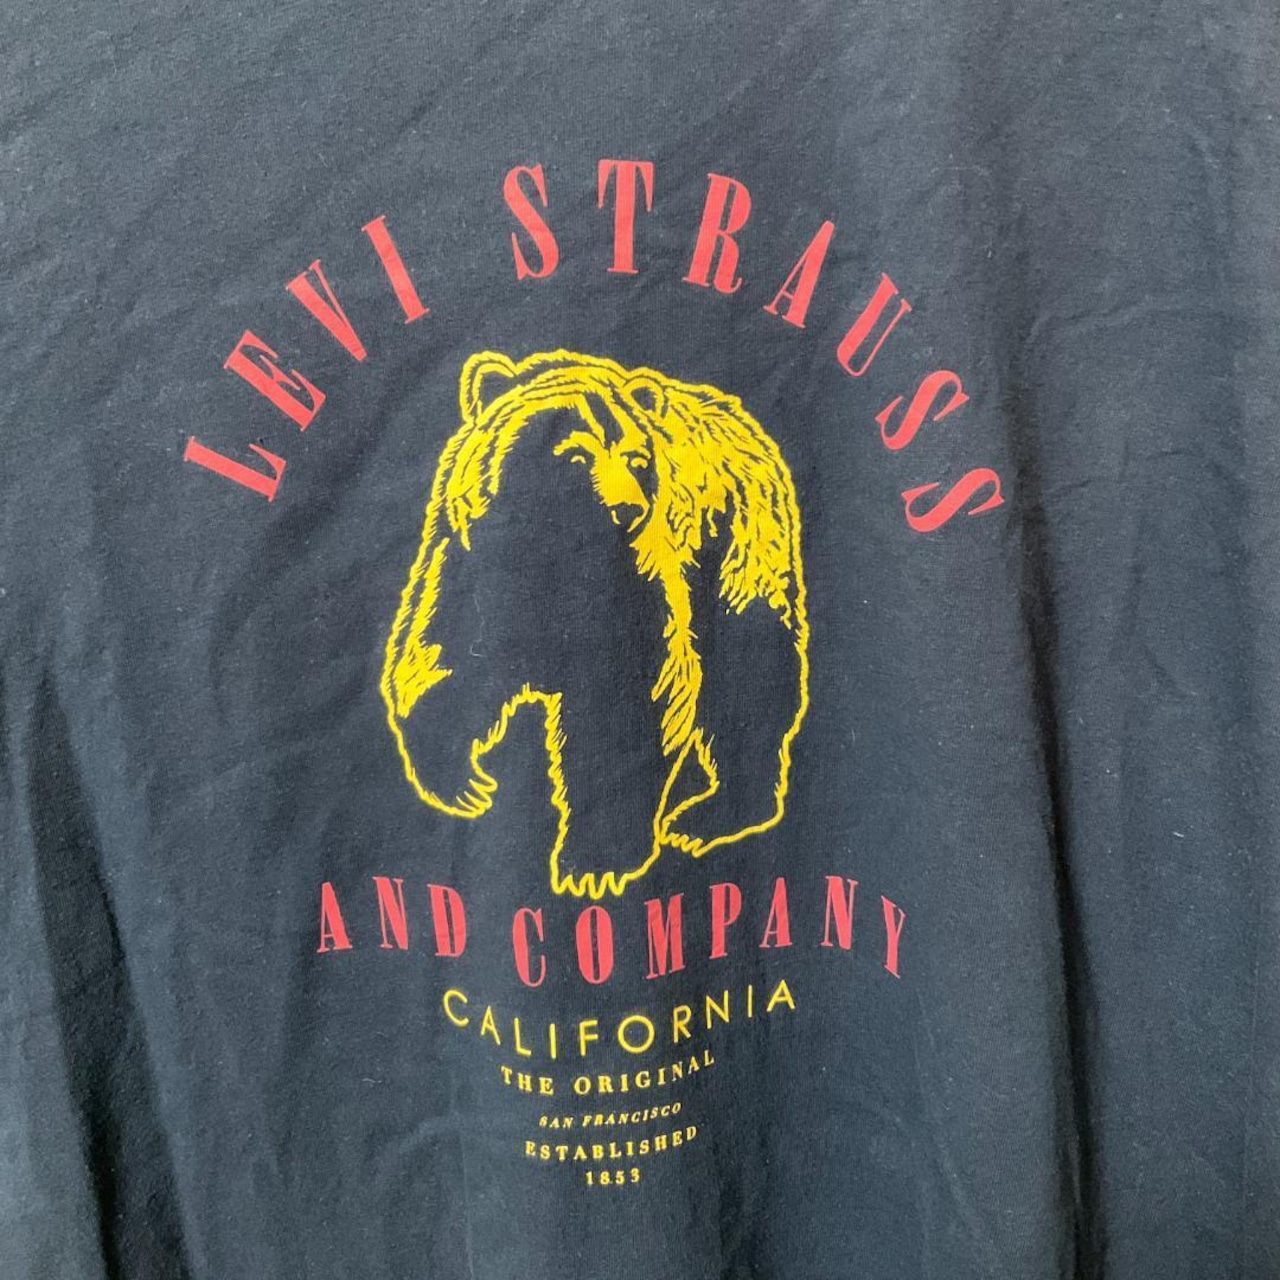 LEVI STRAUSS
AND COMPANY
CALIFORNIA
THE ORIGINAL
SAN FRANCISCO
ESTABLISHED
1853